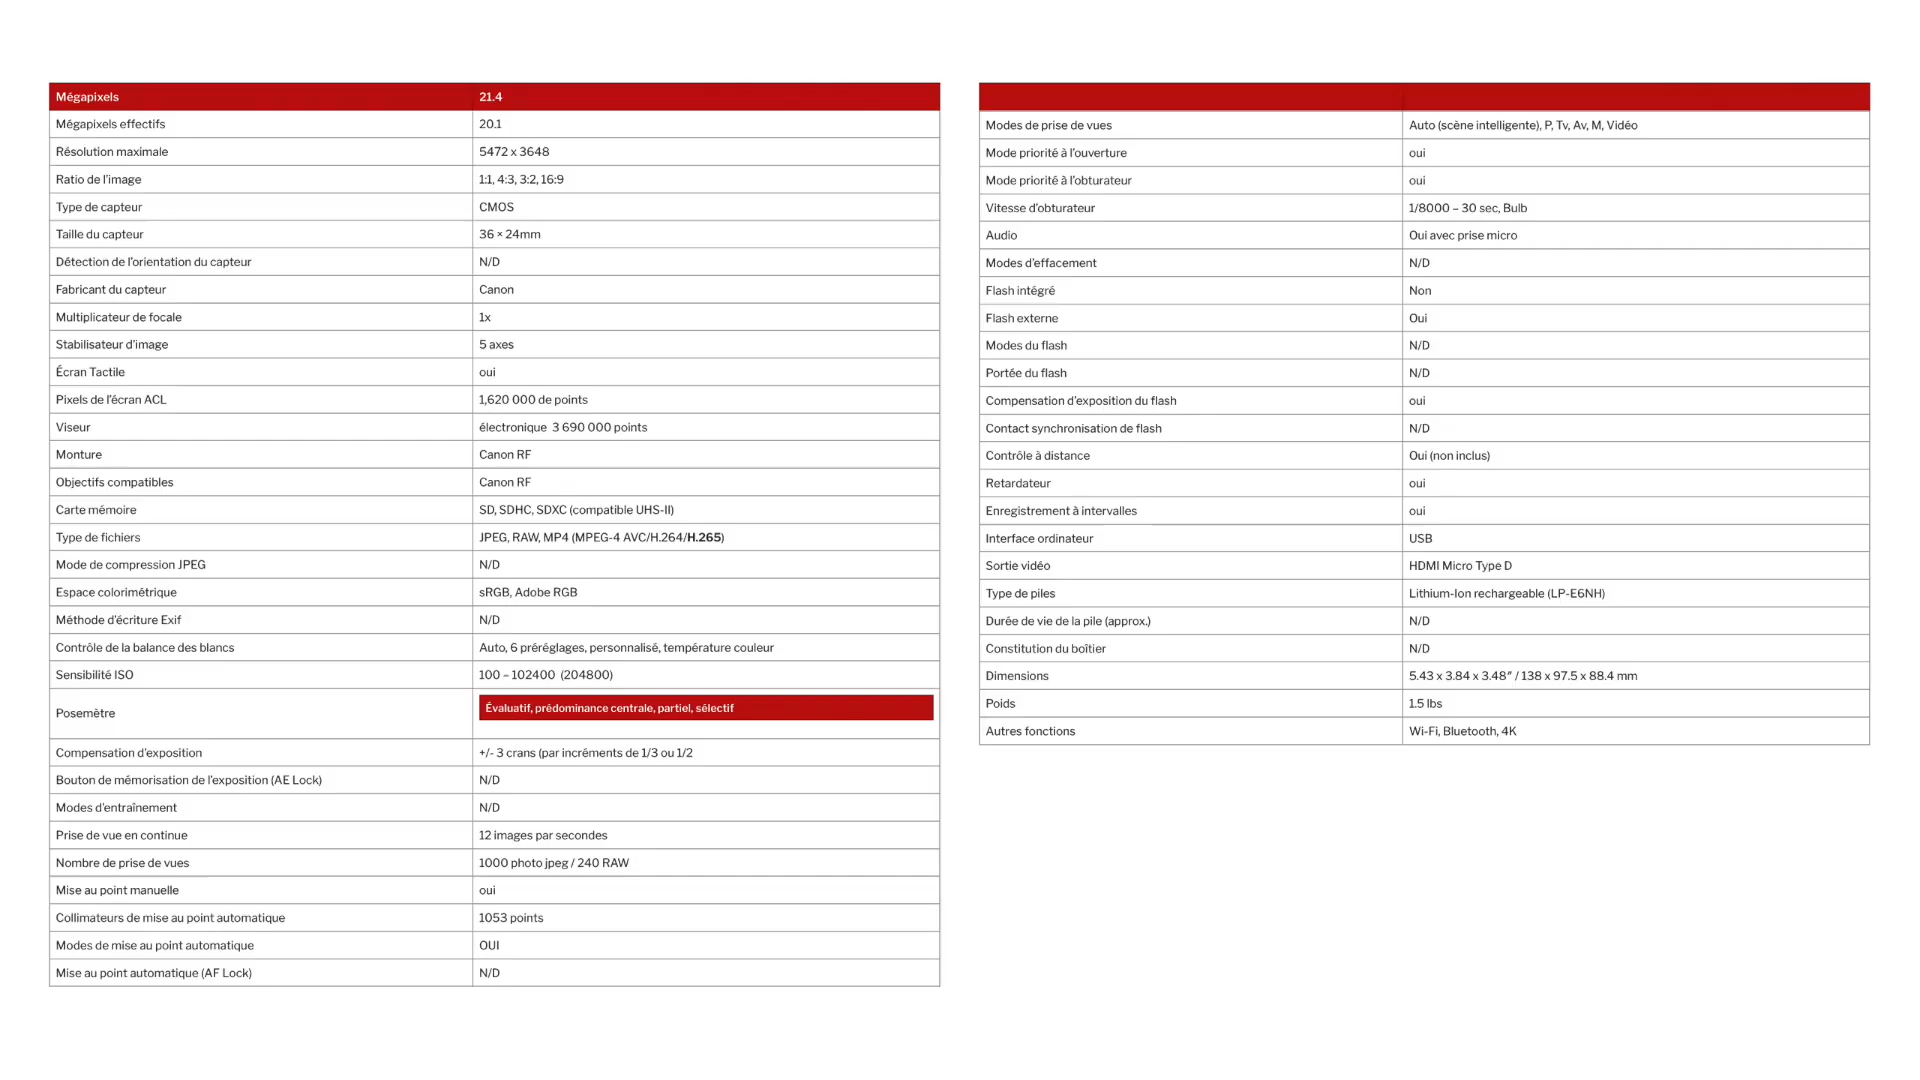 Mégapixels 21.4
Mégapixels effectifs 20.1
Résolution maximale 5472 x 3648
Ratio de l'image 1:1, 4:3, 3:2, 16:9
Type de capteur CMOS
Taille du capteur 36 × 24mm
Détection de l'orientation du capteur N/D
Fabricant du capteur Canon
Multiplicateur de focale 1x
Stabilisateur d'image 5 axes
Écran Tactile oui
Pixels de l'écran ACL 1,620 000 de points
Viseur électronique 3 690 000 points
Monture Canon RF
Objectifs compatibles Canon RF
Carte mémoire SD, SDHC, SDXC (compatible UHS-II)
Type de fichiers JPEG, RAW, MP4 (MPEG-4 AVC/H.264/H.265)
Mode de compression JPEG N/D
Espace colorimétrique sRGB, Adobe RGB
Méthode d'écriture Exif N/D
Contrôle de la balance des blancs Auto, 6 préréglages, personnalisé, température couleur
Sensibilité ISO 100 – 102400 (204800)
Posemètre Évaluatif, prédominance centrale, partiel, sélectif
Compensation d'exposition +/- 3 crans (par incréments de 1/3 ou 1/2
Bouton de mémorisation de l'exposition (AE Lock) N/D
Modes d'entraînement N/D
Prise de vue en continue 12 images par secondes
Nombre de prise de vues 1000 photo jpeg / 240 RAW
Mise au point manuelle oui
Collimateurs de mise au point automatique 1053 points
Modes de mise au point automatique OUI
Mise au point automatique (AF Lock) N/D
Modes de prise de vues Auto (scène intelligente), P, Tv, Av, M, Vidéo
Mode priorité à l'ouverture oui
Mode priorité à l'obturateur oui
Vitesse d'obturateur 1/8000 – 30 sec, Bulb
Audio Oui avec prise micro
Modes d'effacement N/D
Flash intégré Non
Flash externe Oui
Modes du flash N/D
Portée du flash N/D
Compensation d'exposition du flash oui
Contact synchronisation de flash N/D
Contrôle à distance Oui (non inclus)
Retardateur oui
Enregistrement à intervalles oui
Interface ordinateur USB
Sortie vidéo HDMI Micro Type D
Type de piles Lithium-Ion rechargeable (LP-E6NH)
Durée de vie de la pile (approx.) N/D
Constitution du boîtier N/D
Dimensions 5.43 x 3.84 x 3.48″ / 138 x 97.5 x 88.4 mm
Poids 1.5 lbs
Autres fonctions Wi-Fi, Bluetooth, 4K